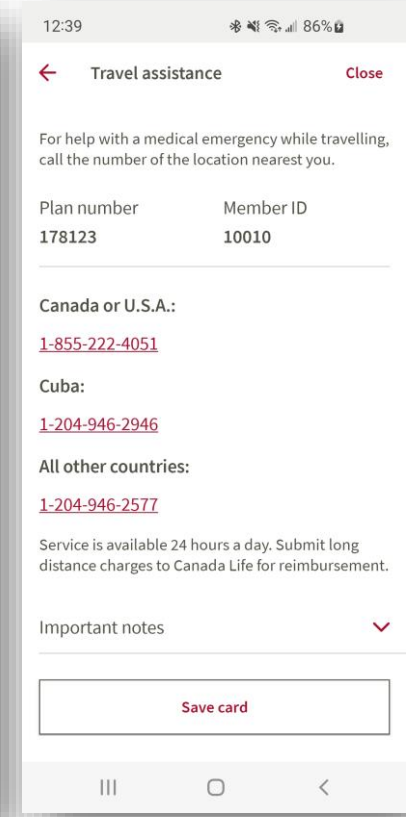 12:39 86%
Travel assistance Close
For help with a medical emergency while travelling,
call the number of the location nearest you.
Plan number Member ID
178123 10010
Canada or U.S.A.:
1-855-222-4051
Cuba:
1-204-946-2946
All other countries:
1-204-946-2577
Service is available 24 hours a day. Submit long
distance charges to Canada Life for reimbursement.
Important notes
Save card